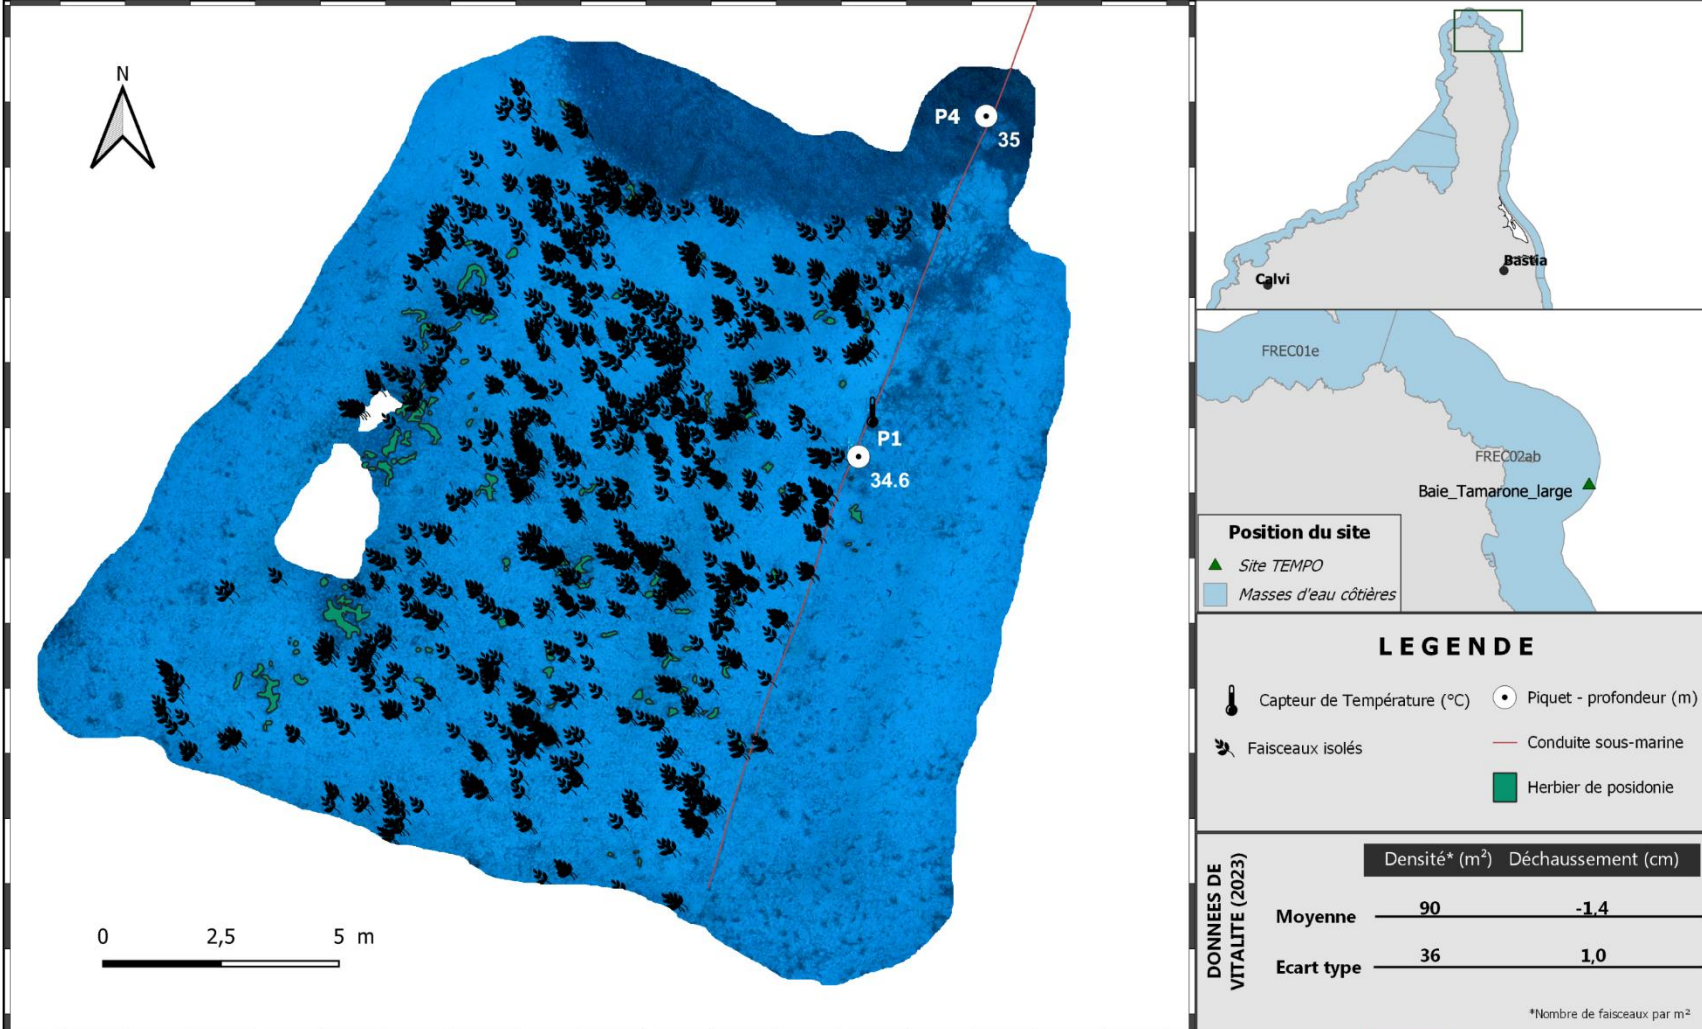 N
P4
35
P1
34.6
0 2,5 5 m
Calvi
Bastia
FREC01e
FREC02ab
Baie_Tamarone_large
Position du site
Site TEMPO
Masses d'eau côtières
LEGENDE
Capteur de Température (°C)
Piquet - profondeur (m)
Faisceaux isolés
Conduite sous-marine
Herbier de posidonie
DONNEES DE
VITALITE (2023)
Densité* (m²) Déchaussement (cm)
Moyenne 90 -1,4
Ecart type 36 1,0
*Nombre de faisceaux par m²